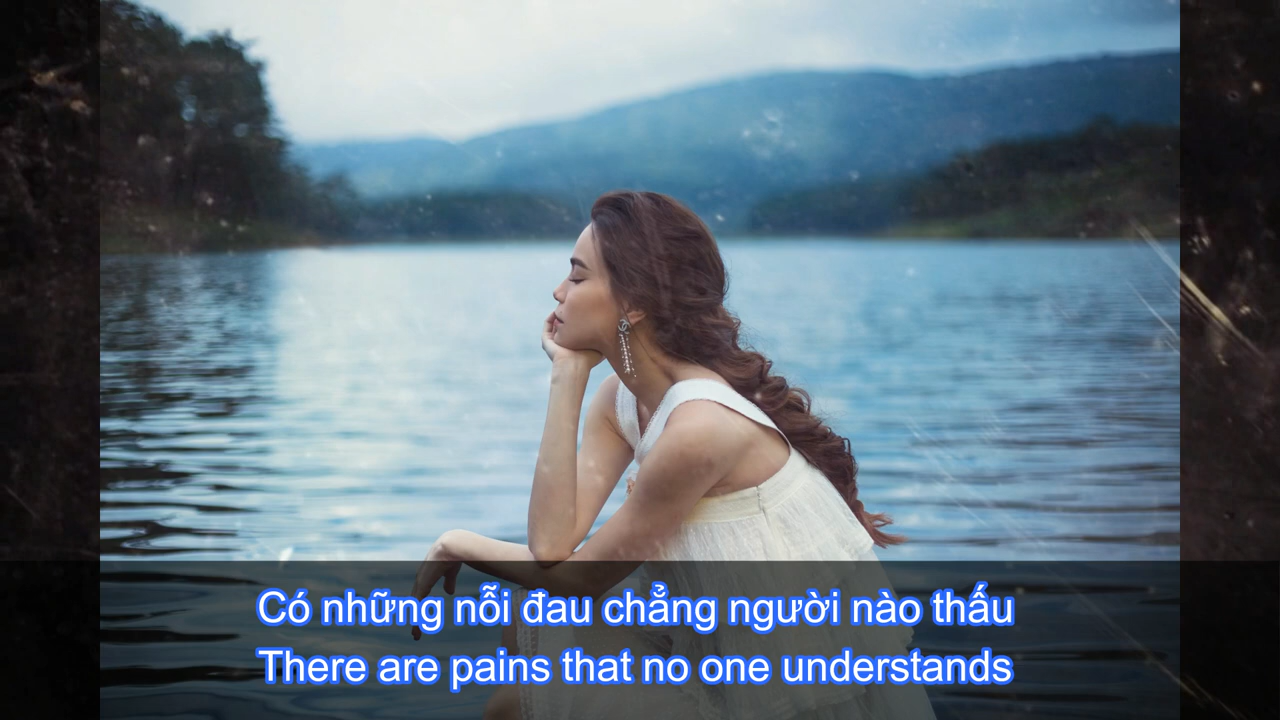 Có những nỗi đau chẳng người nào thấu
There are pains that no one understands